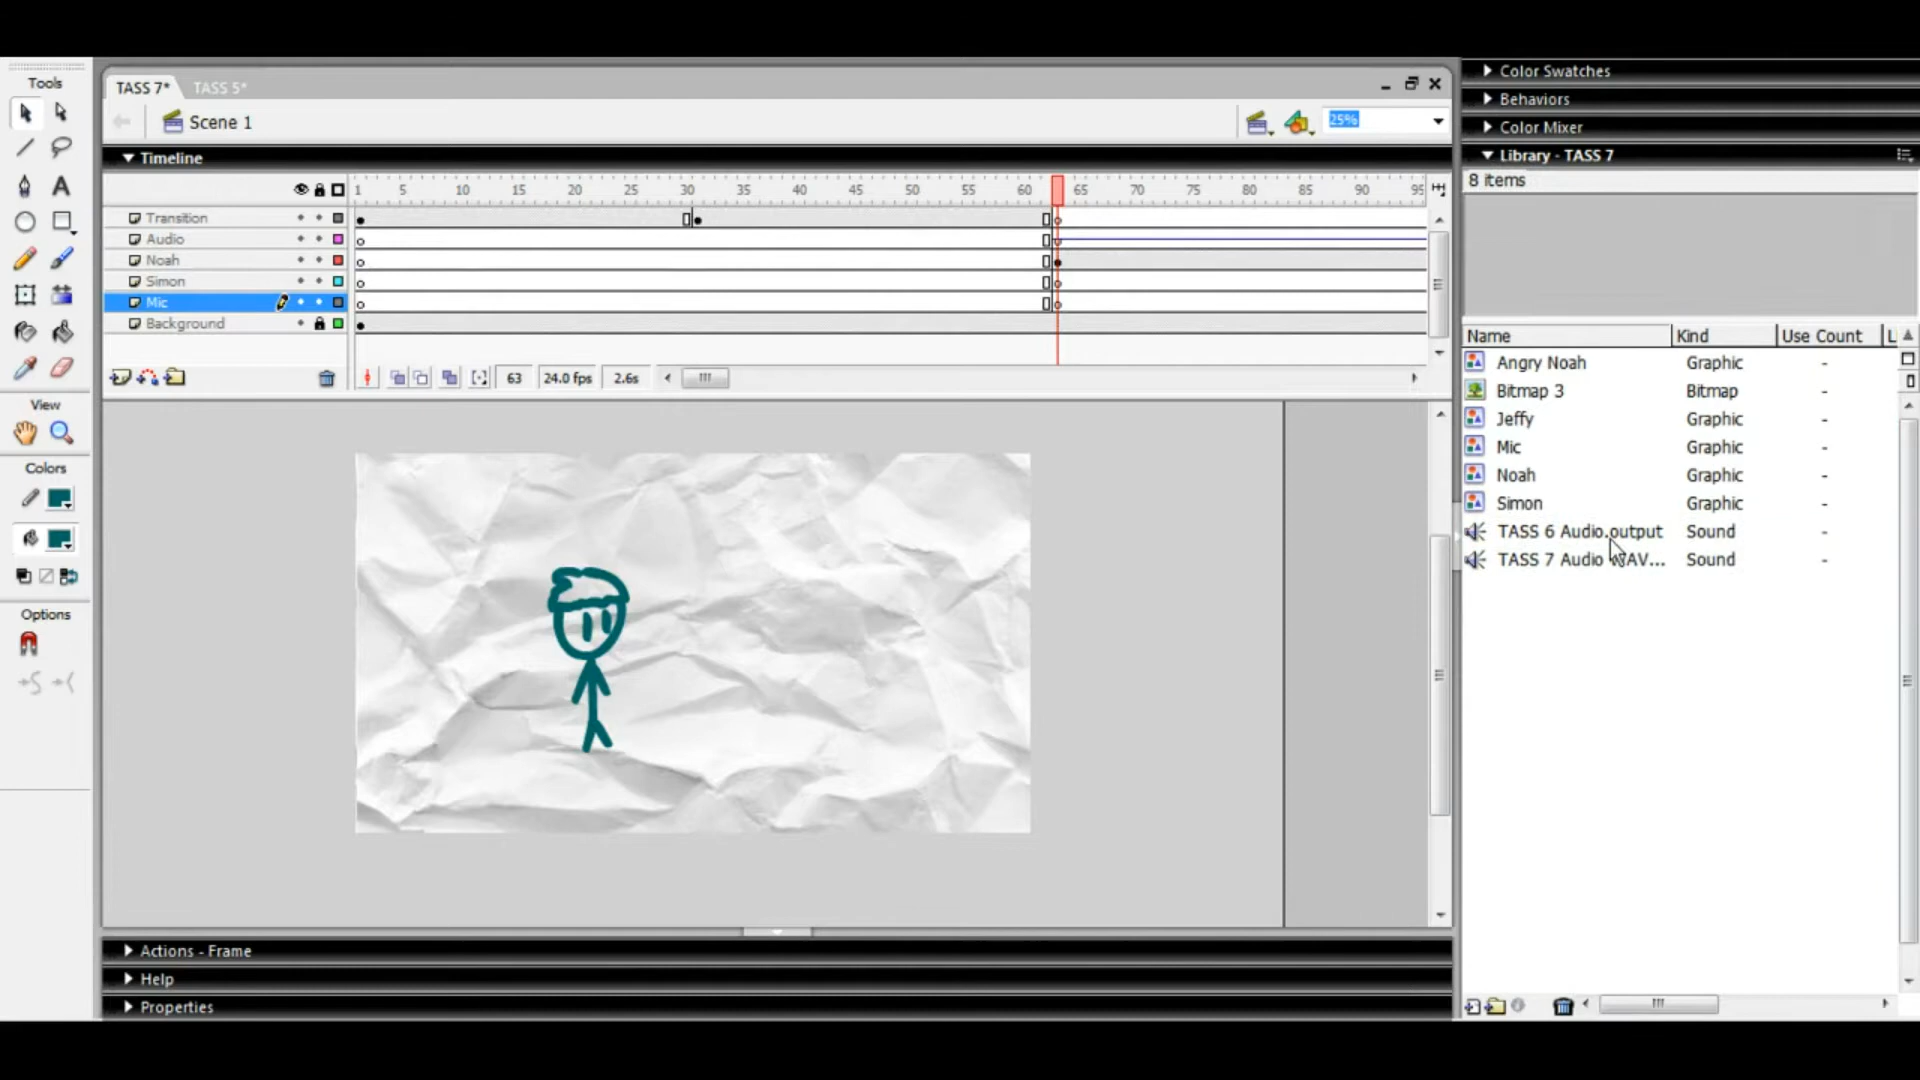 Tools
TASS 7*
TASS 5*
Scene 1
25%
Timeline
1 5 10 15 20 25 30 35 40 45 50 55 60 65 70 75 80 85 90 95
Transition
Audio
Noah
Simon
Mic
Background
63
24.0 fps
2.6s
View
Colors
Options
Actions - Frame
Help
Properties
Color Swatches
Behaviors
Color Mixer
Library - TASS 7
8 items
Name Kind Use Count L
Angry Noah Graphic -
Bitmap 3 Bitmap -
Jeffy Graphic -
Mic Graphic -
Noah Graphic -
Simon Graphic -
TASS 6 Audio.output Sound -
TASS 7 Audio WAV... Sound -